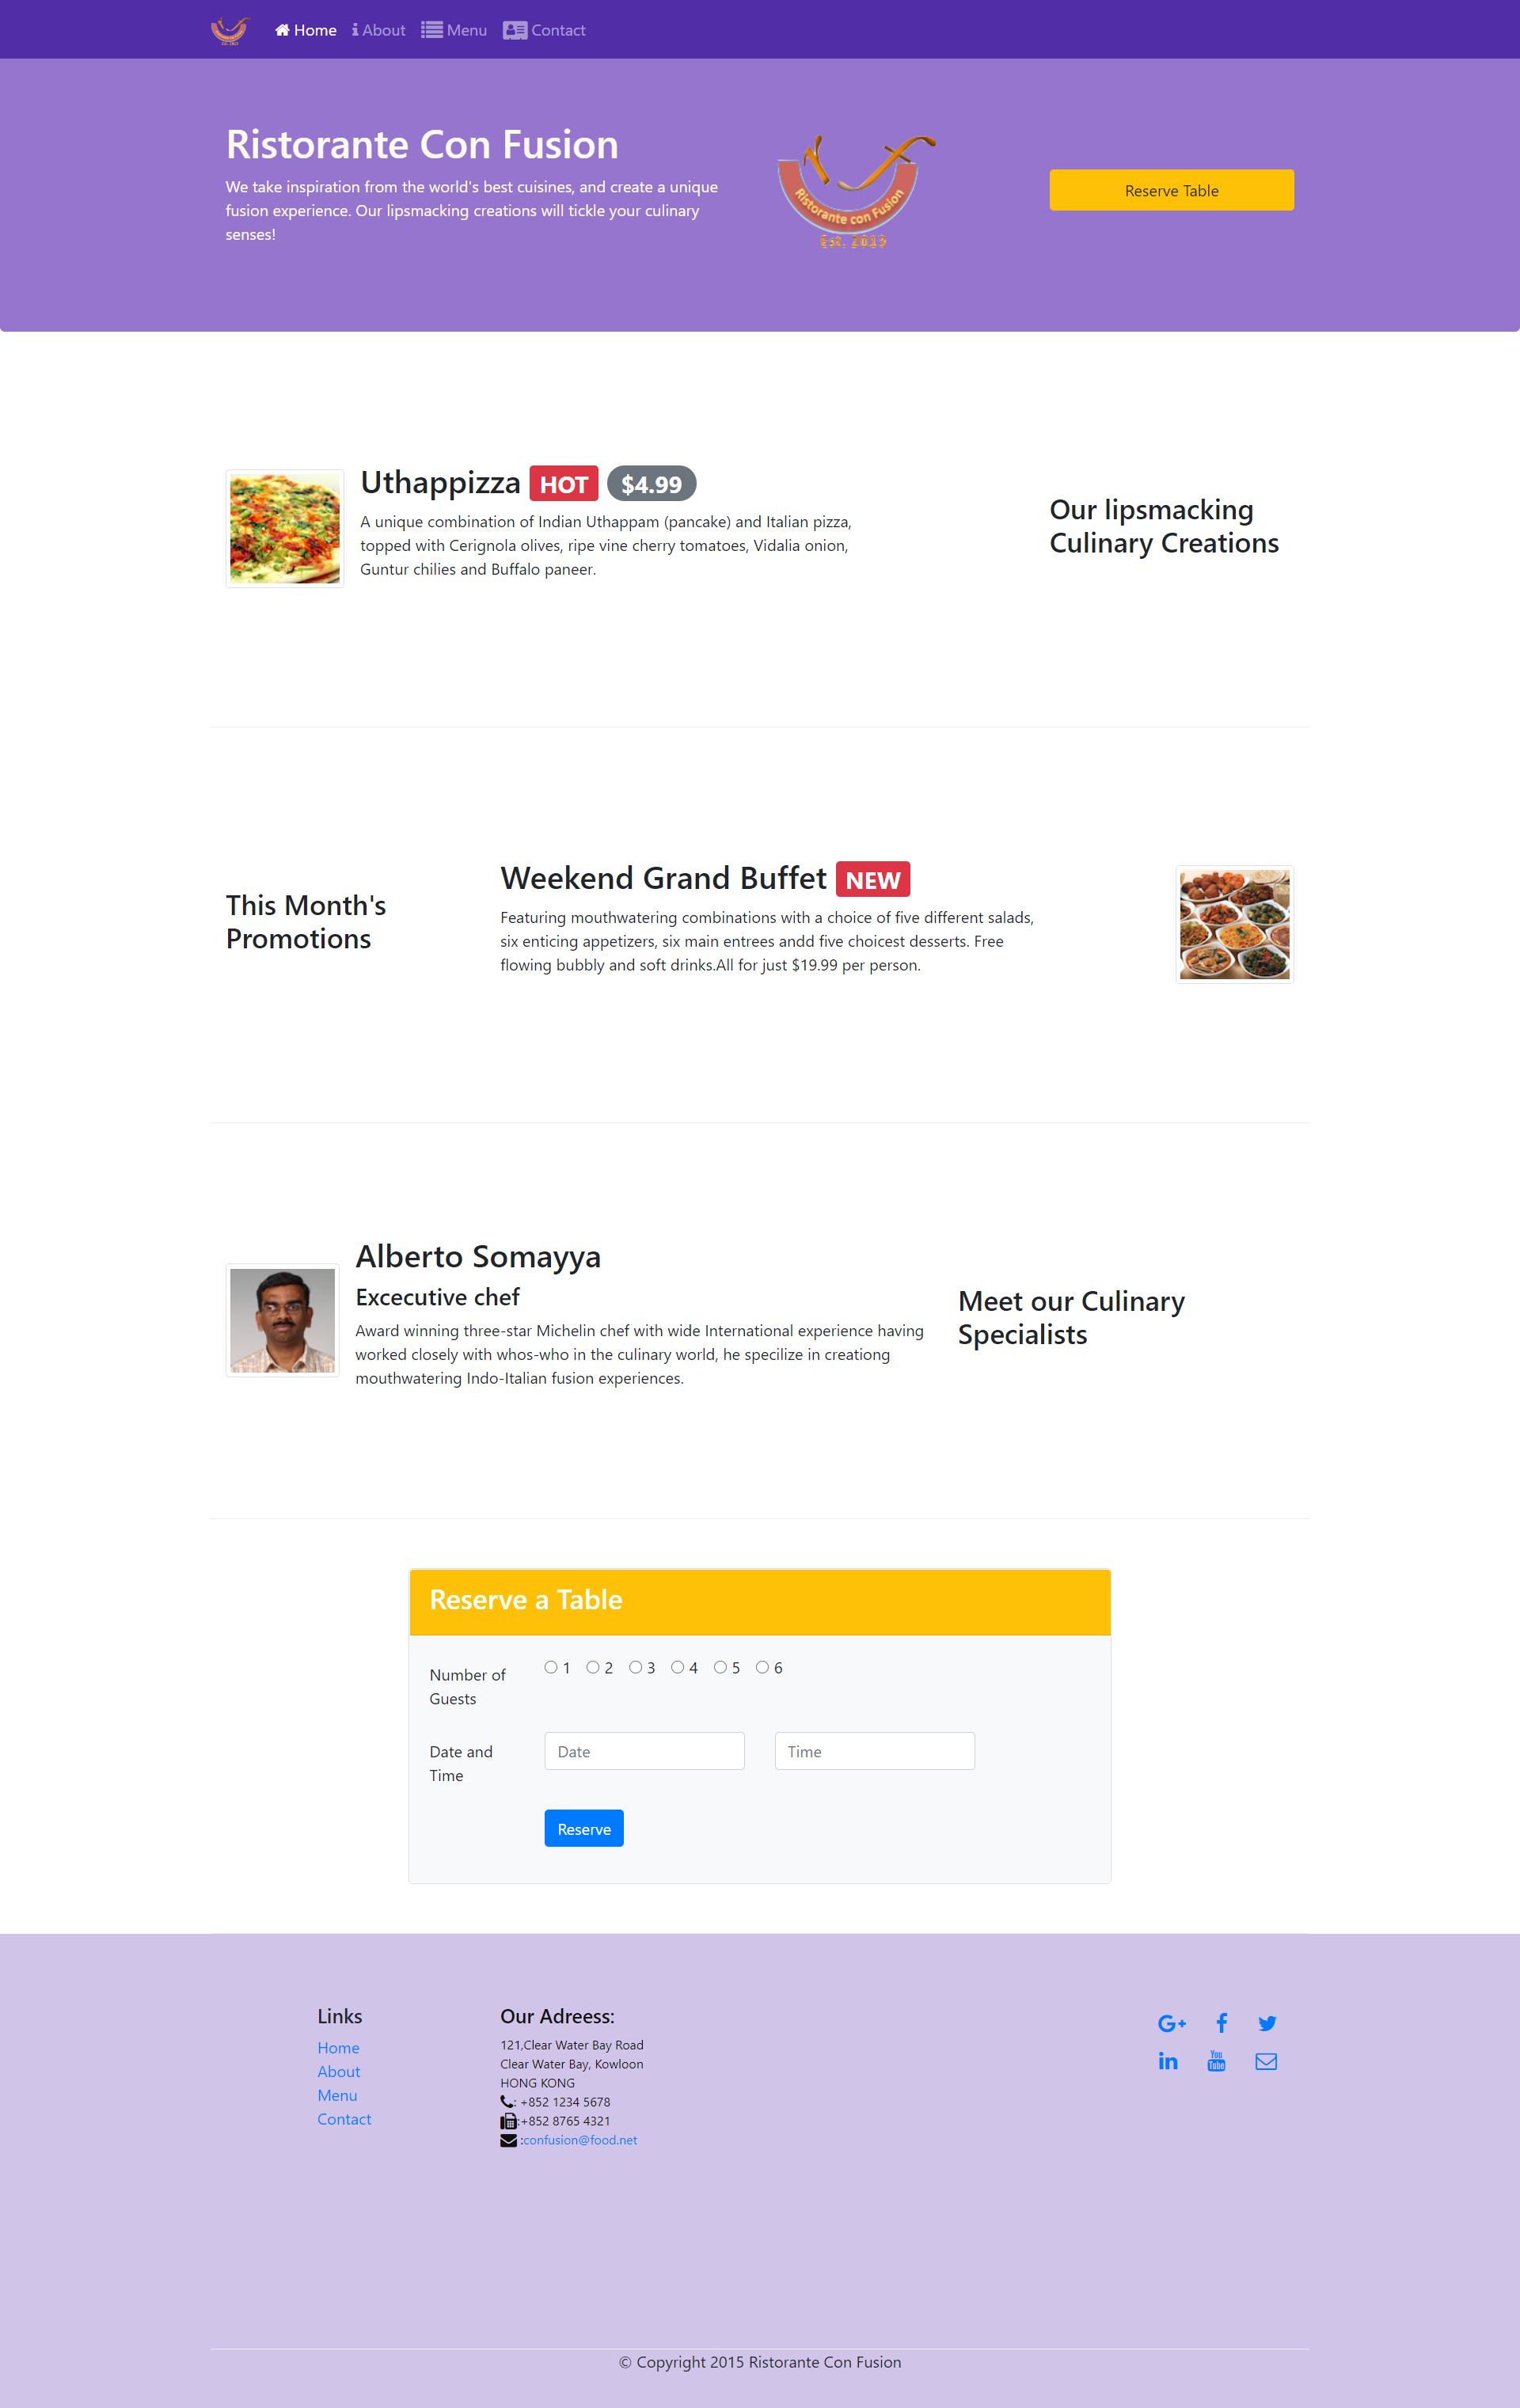 Home About Menu Contact
Ristorante Con Fusion
We take inspiration from the world's best cuisines, and create a unique
fusion experience. Our lipsmacking creations will tickle your culinary
senses!
Ristorante con Fusion
Est. 2013
Reserve Table
Uthappizza HOT $4.99
A unique combination of Indian Uthappam (pancake) and Italian pizza,
topped with Cerignola olives, ripe vine cherry tomatoes, Vidalia onion,
Guntur chilies and Buffalo paneer.
Our lipsmacking
Culinary Creations
This Month's
Promotions
Weekend Grand Buffet NEW
Featuring mouthwatering combinations with a choice of five different salads,
six enticing appetizers, six main entrees andd five choicest desserts. Free
flowing bubbly and soft drinks.All for just $19.99 per person.
Alberto Somayya
Excecutive chef
Award winning three-star Michelin chef with wide International experience having
worked closely with whos-who in the culinary world, he specilize in creationg
mouthwatering Indo-Italian fusion experiences.
Meet our Culinary
Specialists
Reserve a Table
Number of
Guests
1 2 3 4 5 6
Date and
Time
Date
Time
Reserve
Links
Home
About
Menu
Contact
Our Adreess:
121,Clear Water Bay Road
Clear Water Bay, Kowloon
HONG KONG
: +852 1234 5678
:+852 8765 4321
:confusion@food.net
G+ f
in You Tube
© Copyright 2015 Ristorante Con Fusion